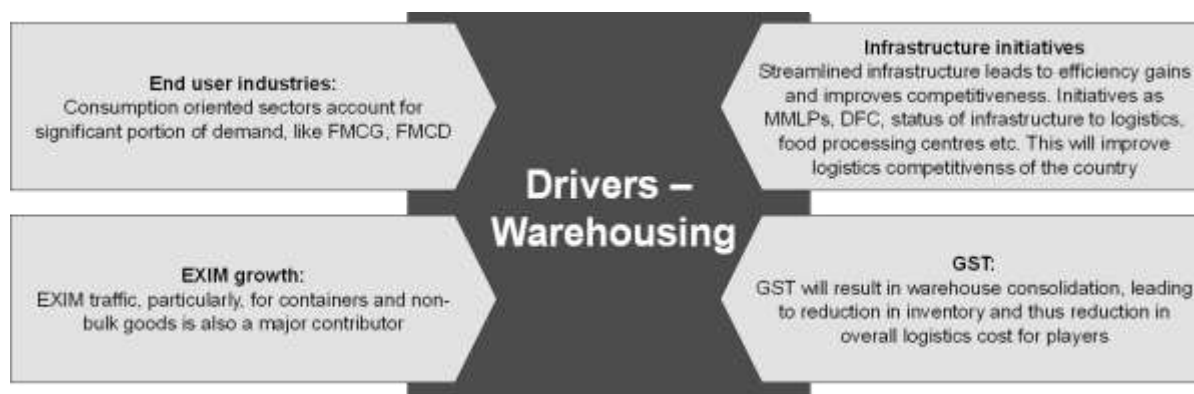 End user industries:
Consumption oriented sectors account for
significant portion of demand, like FMCG, FMCD
Infrastructure initiatives
Streamlined infrastructure leads to efficiency gains
and improves competitiveness. Initiatives as
MMLPs, DFC, status of infrastructure to logistics,
food processing centres etc. This will improve
logistics competitivenss of the country
Drivers –
Warehousing
EXIM growth:
EXIM traffic, particularly, for containers and non-
bulk goods is also a major contributor
GST:
GST will result in warehouse consolidation, leading
to reduction in inventory and thus reduction in
overall logistics cost for players